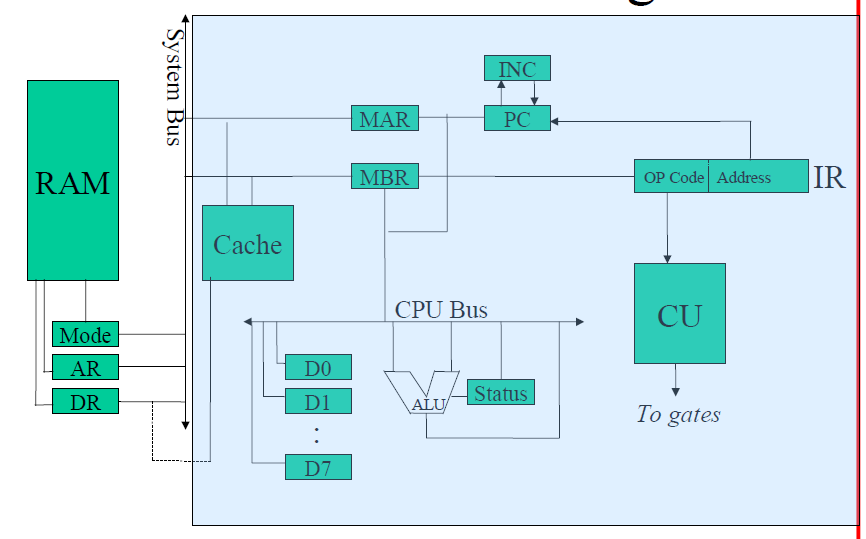 System Bus
INC
MAR
PC
RAM
MBR
OP Code
Address
IR
Cache
CPU Bus
CU
Mode
AR
D0
DR
D1
ALU
Status
To gates
:
D7